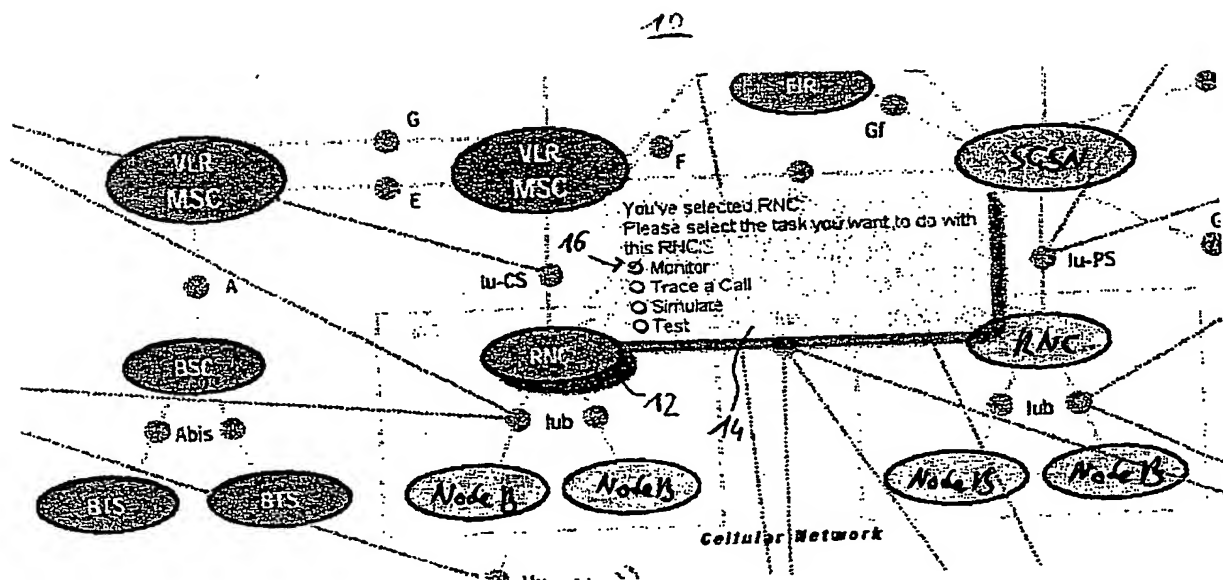 10
EIR
G
F
Gf
VLR
MSC
VLR
MSC
SGSN
E
You've selected RNC
Please select the task you want to do with
this RNCS
16
Monitor
Trace a Call
Simulate
Test
A
Iu-CS
Iu-PS
G
BSC
RNC
RNC
12
14
Abis
Iub
Iub
BTS
BTS
Node B
Node B
Node B
Node B
Cellular Network